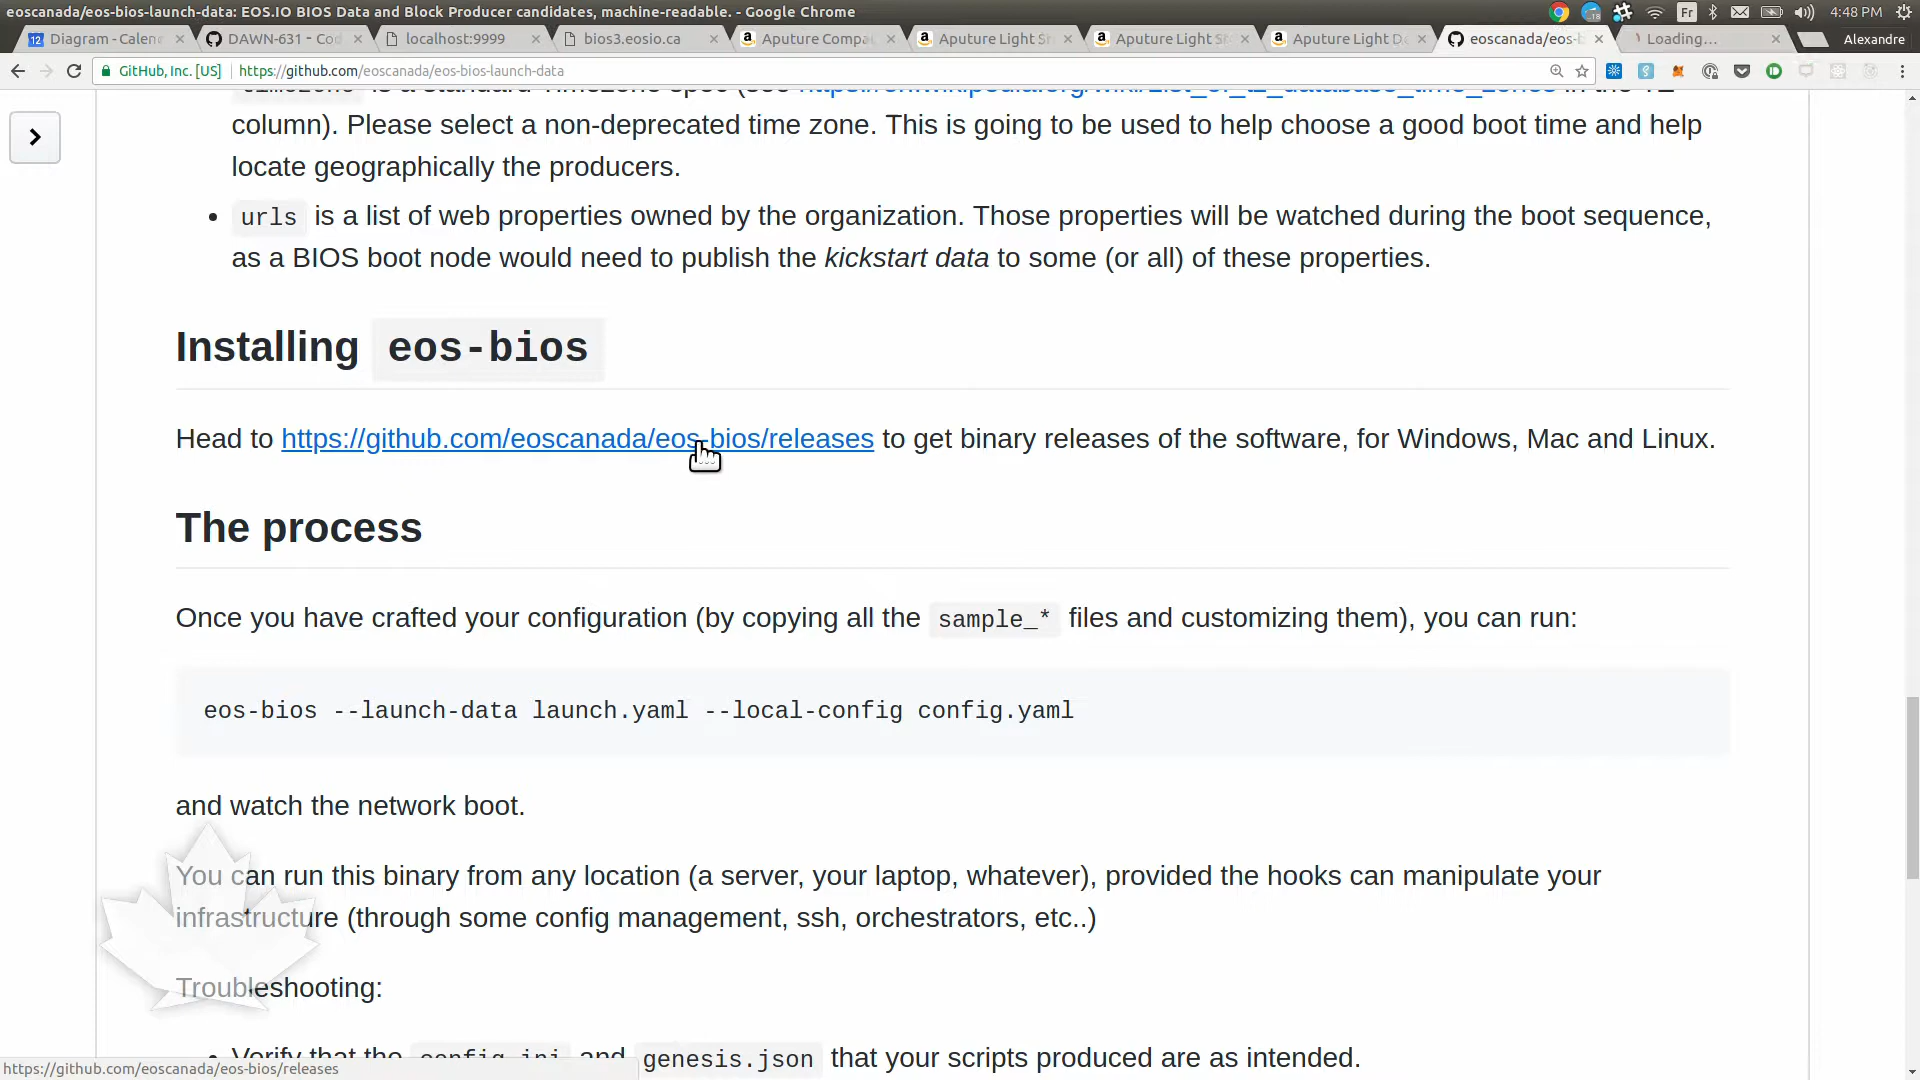 eoscanada/eos-bios-launch-data: EOS.IO BIOS Data and Block Producer candidates, machine-readable. - Google Chrome
Fr
4:48 PM
12 Diagram - Calen
DAWN-631 - Cod
localhost:9999
bios3.eosio.ca
Aputure Compa
Aputure Light St
Aputure Light St
Aputure Light D
eoscanada/eos-b
Loading...
Alexandre
GitHub, Inc. [US]
https://github.com/eoscanada/eos-bios-launch-data
column). Please select a non-deprecated time zone. This is going to be used to help choose a good boot time and help
locate geographically the producers.
• urls is a list of web properties owned by the organization. Those properties will be watched during the boot sequence,
as a BIOS boot node would need to publish the kickstart data to some (or all) of these properties.
Installing eos-bios
Head to https://github.com/eoscanada/eos-bios/releases to get binary releases of the software, for Windows, Mac and Linux.
The process
Once you have crafted your configuration (by copying all the sample_* files and customizing them), you can run:
eos-bios --launch-data launch.yaml --local-config config.yaml
and watch the network boot.
You can run this binary from any location (a server, your laptop, whatever), provided the hooks can manipulate your
infrastructure (through some config management, ssh, orchestrators, etc..)
Troubleshooting:
• Verify that the config.ini and genesis.json that your scripts produced are as intended.
https://github.com/eoscanada/eos-bios/releases